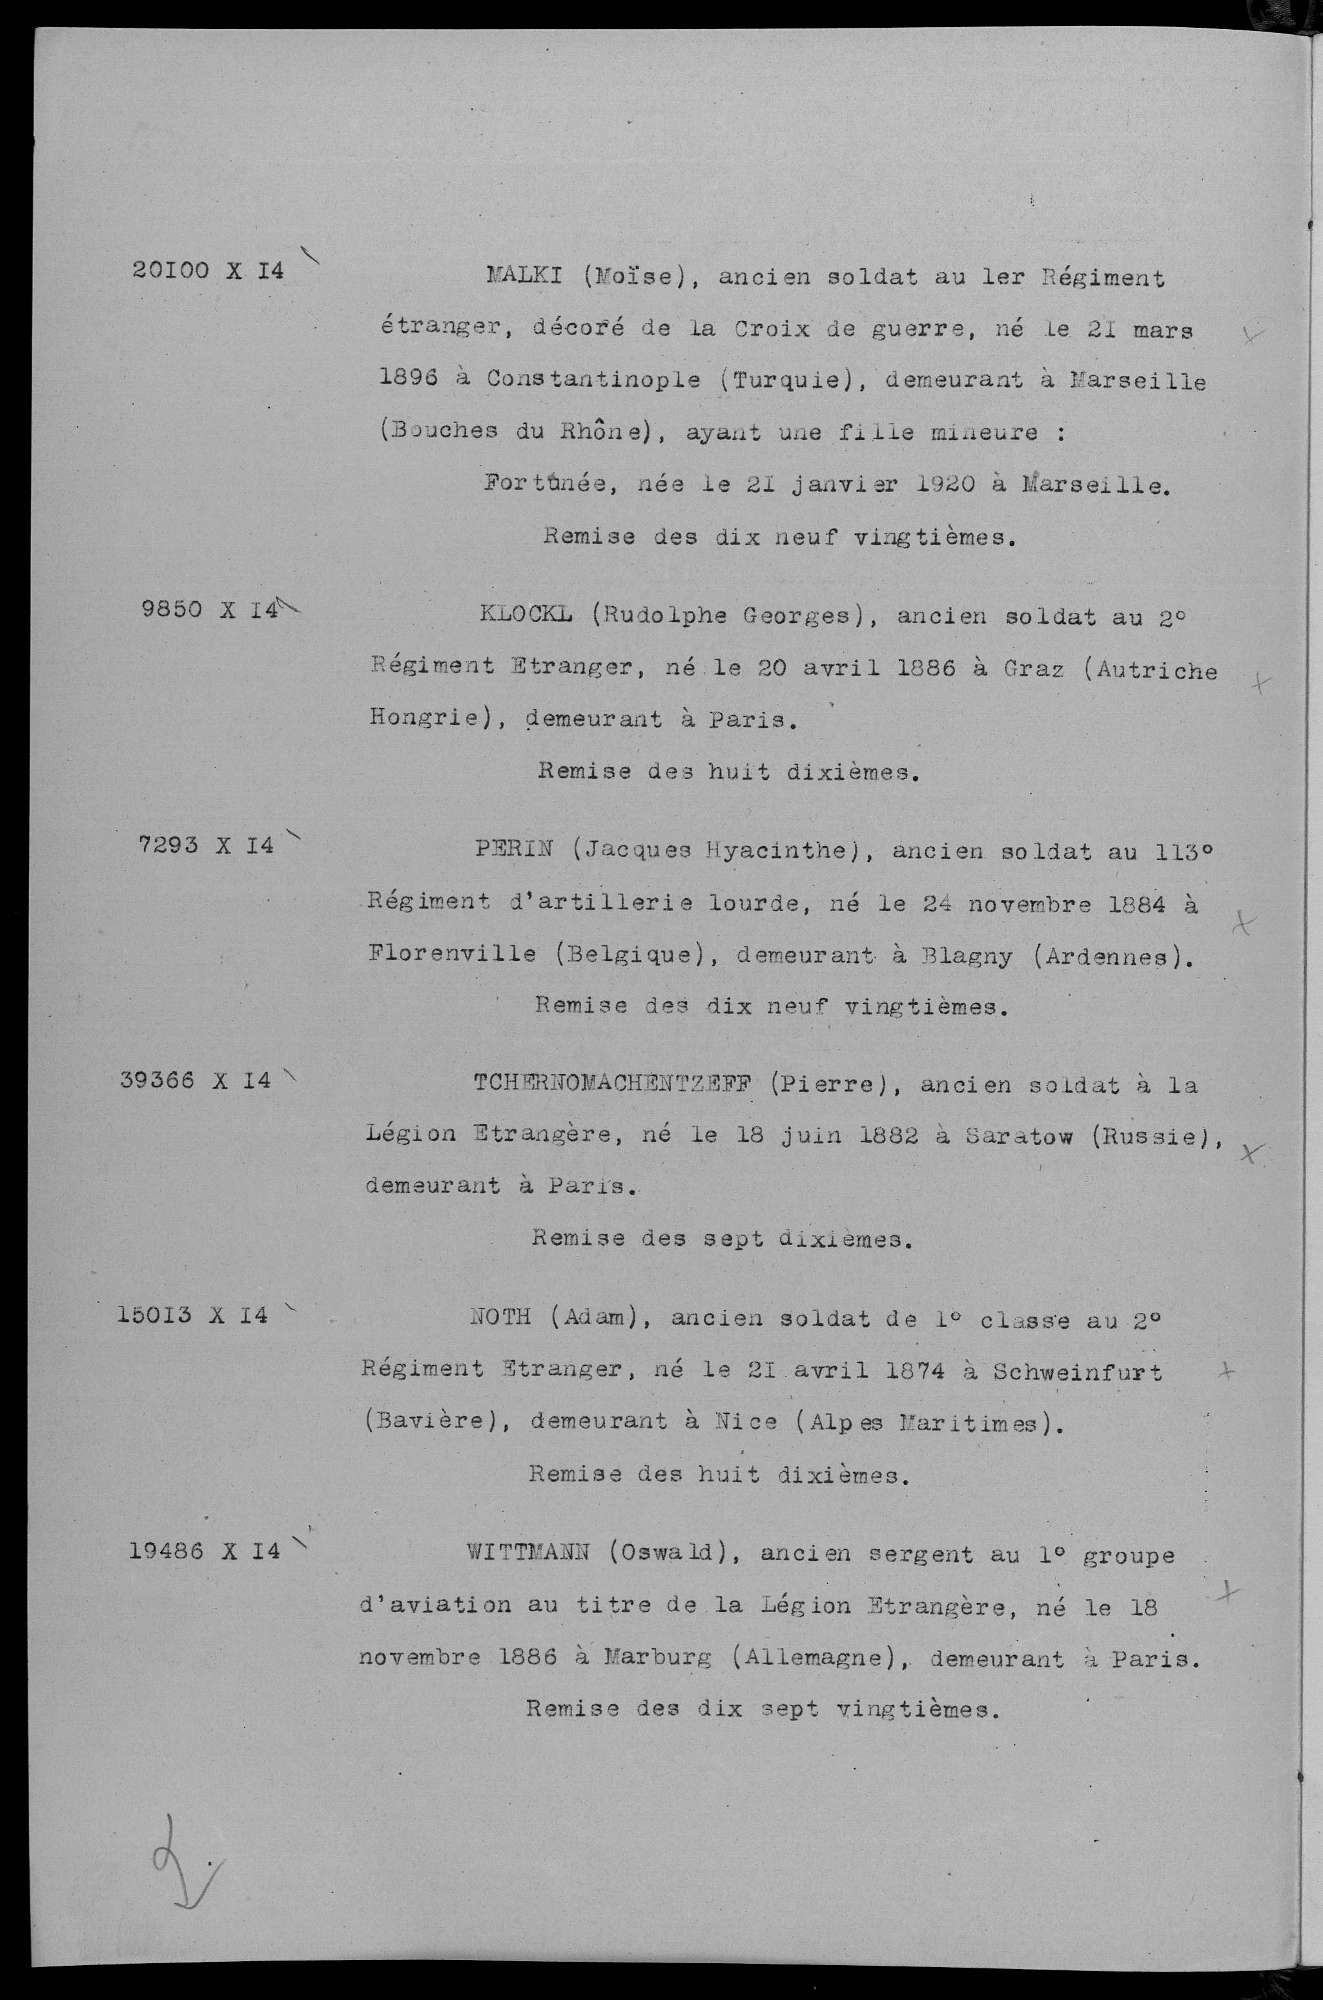 20I00 X I4
MALKI (Moïse), ancien soldat au 1er Régiment
étranger, décoré de la Croix de guerre, né le 2I mars
1896 à Constantinople (Turquie), demeurant à Marseille
(Bouches du Rhône), ayant une fille mineure :
Fortunée, née le 2I janvier 1920 à Marseille.
Remise des dix neuf vingtièmes.
9850 X I4
KLOCKL (Rudolphe Georges), ancien soldat au 2°
Régiment Etranger, né le 20 avril 1886 à Graz (Autriche
Hongrie), demeurant à Paris.
Remise des huit dixièmes.
7293 X I4
PERIN (Jacques Hyacinthe), ancien soldat au 113°
Régiment d'artillerie lourde, né le 24 novembre 1884 à
Florenville (Belgique), demeurant à Blagny (Ardennes).
Remise des dix neuf vingtièmes.
39366 X I4
TCHERNOMACHENTZEFF (Pierre), ancien soldat à la
Légion Etrangère, né le 18 juin 1882 à Saratow (Russie),
demeurant à Paris.
Remise des sept dixièmes.
150I3 X I4
NOTH (Adam), ancien soldat de 1° classe au 2°
Régiment Etranger, né le 2I avril 1874 à Schweinfurt
(Bavière), demeurant à Nice (Alpes Maritimes).
Remise des huit dixièmes.
19486 X I4
WITTMANN (Oswald), ancien sergent au 1° groupe
d'aviation au titre de la Légion Etrangère, né le 18
novembre 1886 à Marburg (Allemagne), demeurant à Paris.
Remise des dix sept vingtièmes.